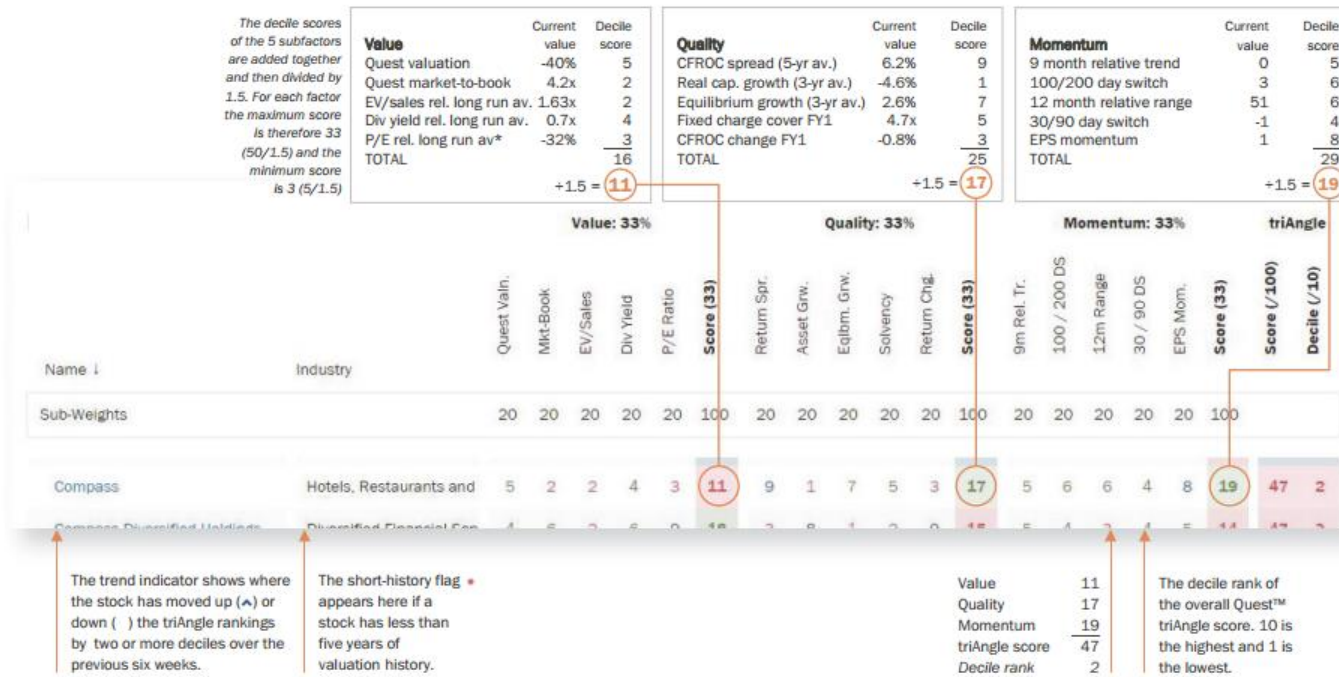 The decile scores
of the 5 subfactors
are added together
and then divided by
1.5. For each factor
the maximum score
is therefore 33
(50/1.5) and the
minimum score
is 3 (5/1.5)
Current Decile
Value value score
Quest valuation -40% 5
Quest market-to-book 4.2x 2
EV/sales rel. long run av. 1.63x 2
Div yield rel. long run av. 0.7x 4
P/E rel. long run av* -32% 3
TOTAL 16
÷1.5 = 11
Current Decile
Quality value score
CFROC spread (5-yr av.) 6.2% 9
Real cap. growth (3-yr av.) -4.6% 1
Equilibrium growth (3-yr av.) 2.6% 7
Fixed charge cover FY1 4.7x 5
CFROC change FY1 -0.8% 3
TOTAL 25
÷1.5 = 17
Current Decile
Momentum value score
9 month relative trend 0 5
100/200 day switch 3 6
12 month relative range 51 6
30/90 day switch -1 4
EPS momentum 1 8
TOTAL 29
÷1.5 = 19
Value: 33% Quality: 33% Momentum: 33% triAngle
Name ↓ Industry Quest Valn. Mkt-Book EV/Sales Div Yield P/E Ratio Score (33) Return Spr. Asset Grw. Eqlbm. Grw. Solvency Return Chg. Score (33) 9m Rel. Tr. 100 / 200 DS 12m Range 30 / 90 DS EPS Mom. Score (33) Score (/100) Decile (/10)
Sub-Weights 20 20 20 20 20 100 20 20 20 20 20 100 20 20 20 20 20 100
Compass Hotels, Restaurants and 5 2 2 4 3 11 9 1 7 5 3 17 5 6 6 4 8 19 47 2
Compass Diversified Holdings Diversified Financial
The trend indicator shows where
the stock has moved up (^) or
down ( ) the triAngle rankings
by two or more deciles over the
previous six weeks.
The short-history flag •
appears here if a
stock has less than
five years of
valuation history.
Value 11
Quality 17
Momentum 19
triAngle score 47
Decile rank 2
The decile rank of
the overall Quest™
triAngle score. 10 is
the highest and 1 is
the lowest.